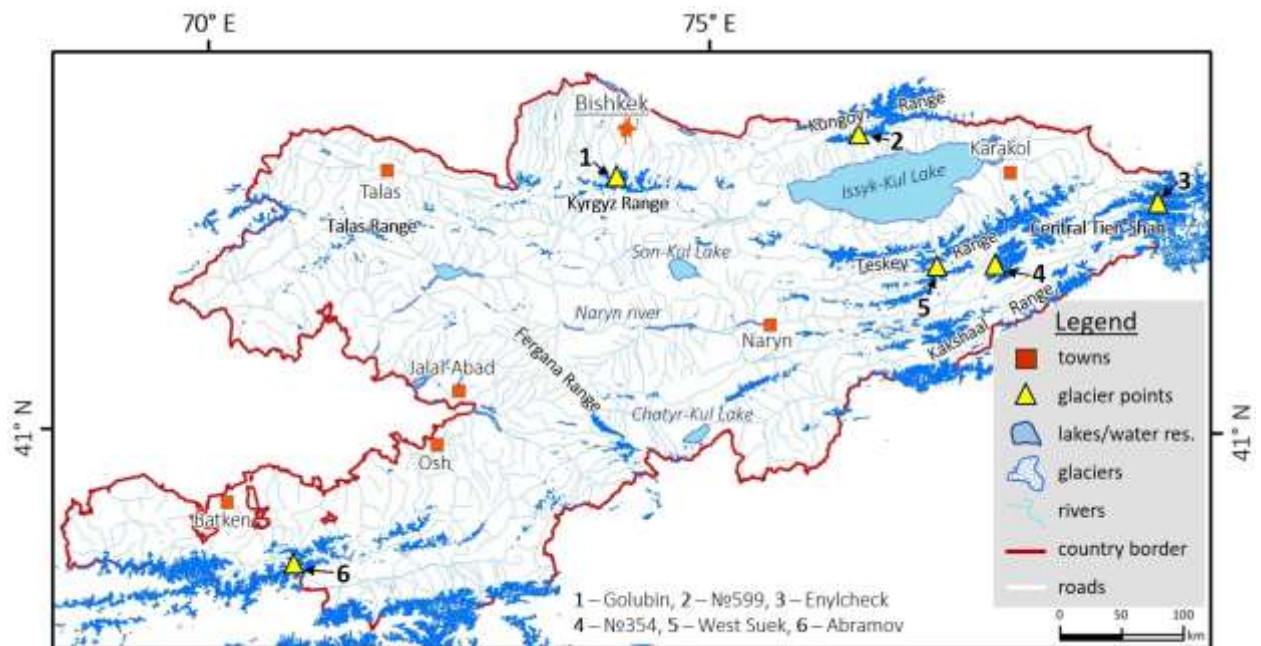 70° E
75° E
Bishkek
Kungoy Range
2
1
Karakol
Talas
Issyk-Kul Lake
3
Kyrgyz Range
Talas Range
Central Tien Shan
Son-Kul Lake
Teskey Range
4
5
Naryn river
Naryn
Kakshaal Range
Fergana Range
Jalal-Abad
Chatyr-Kul Lake
41° N
41° N
Osh
Batken
6
Legend
towns
glacier points
lakes/water res.
glaciers
rivers
country border
roads
0 50 100
km
1 – Golubin, 2 – №599, 3 – Enylcheck
4 – №354, 5 – West Suek, 6 – Abramov